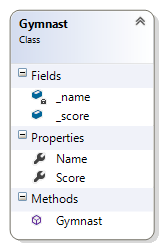 Gymnast
Class
Fields
_name
_score
Properties
Name
Score
Methods
Gymnast